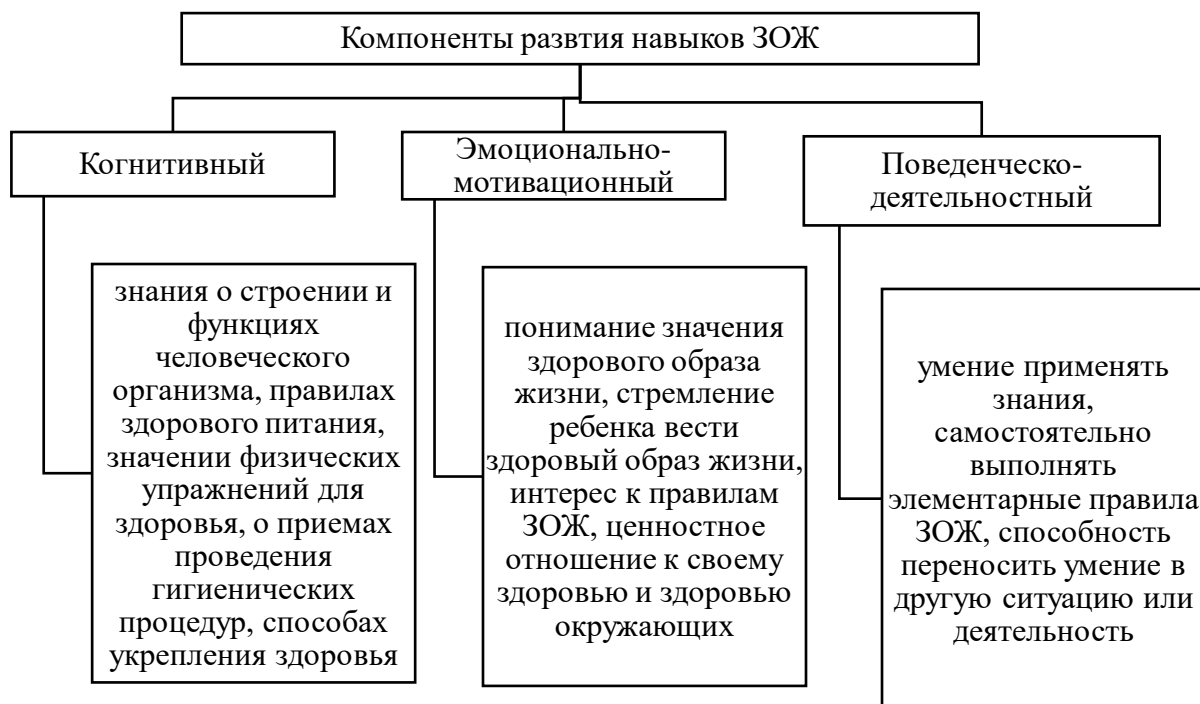 Компоненты развтия навыков ЗОЖ
Когнитивный
знания о строении и
функциях
человеческого
организма, правилах
здорового питания,
значении физических
упражнений для
здоровья, о приемах
проведения
гигиенических
процедур, способах
укрепления здоровья
Эмоционально-
мотивационный
понимание значения
здорового образа
жизни, стремление
ребенка вести
здоровый образ жизни,
интерес к правилам
ЗОЖ, ценностное
отношение к своему
здоровью и здоровью
окружающих
Поведенческо-
деятельностный
умение применять
знания,
самостоятельно
выполнять
элементарные правила
ЗОЖ, способность
переносить умение в
другую ситуацию или
деятельность